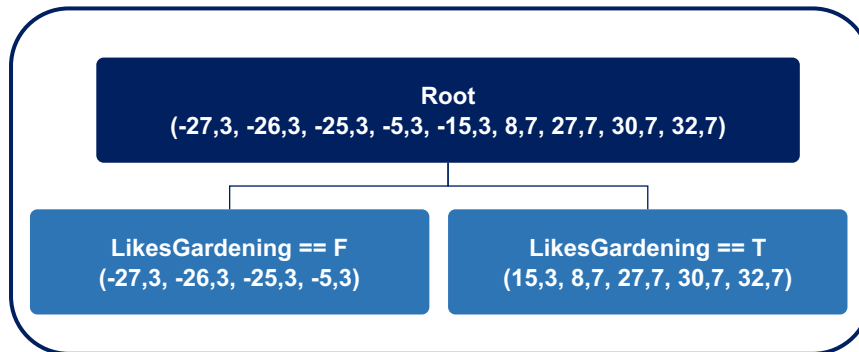 Root
(-27,3, -26,3, -25,3, -5,3, -15,3, 8,7, 27,7, 30,7, 32,7)
LikesGardening == F
(-27,3, -26,3, -25,3, -5,3)
LikesGardening == T
(15,3, 8,7, 27,7, 30,7, 32,7)